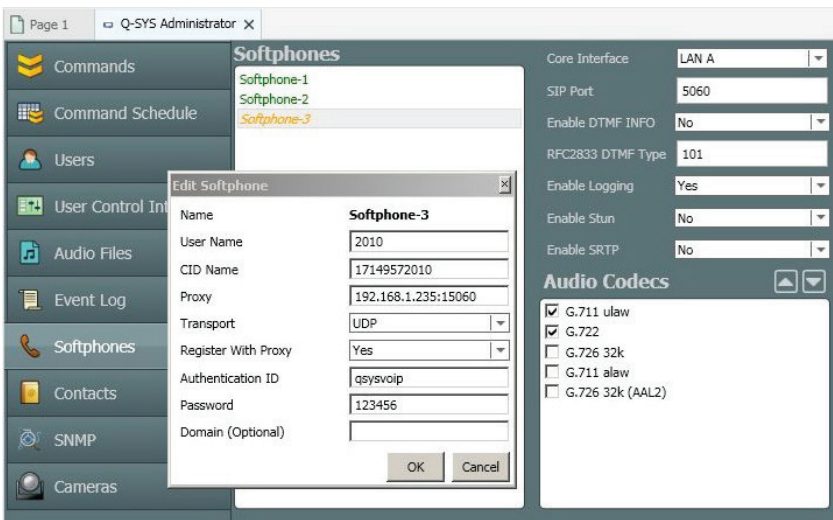 Page 1
Q-SYS Administrator X
Commands
Command Schedule
Users
User Control Int
Audio Files
Event Log
Softphones
Contacts
SNMP
Cameras
Softphones
Softphone-1
Softphone-2
Softphone-3
Edit Softphone
Name Softphone-3
User Name 2010
CID Name 17149572010
Proxy 192.168.1.235:15060
Transport UDP
Register With Proxy Yes
Authentication ID qsysvoip
Password 123456
Domain (Optional)
OK Cancel
Core Interface LAN A
SIP Port 5060
Enable DTMF INFO No
RFC2833 DTMF Type 101
Enable Logging Yes
Enable Stun No
Enable SRTP No
Audio Codecs
G.711 ulaw
G.722
G.726 32k
G.711 alaw
G.726 32k (AAL2)